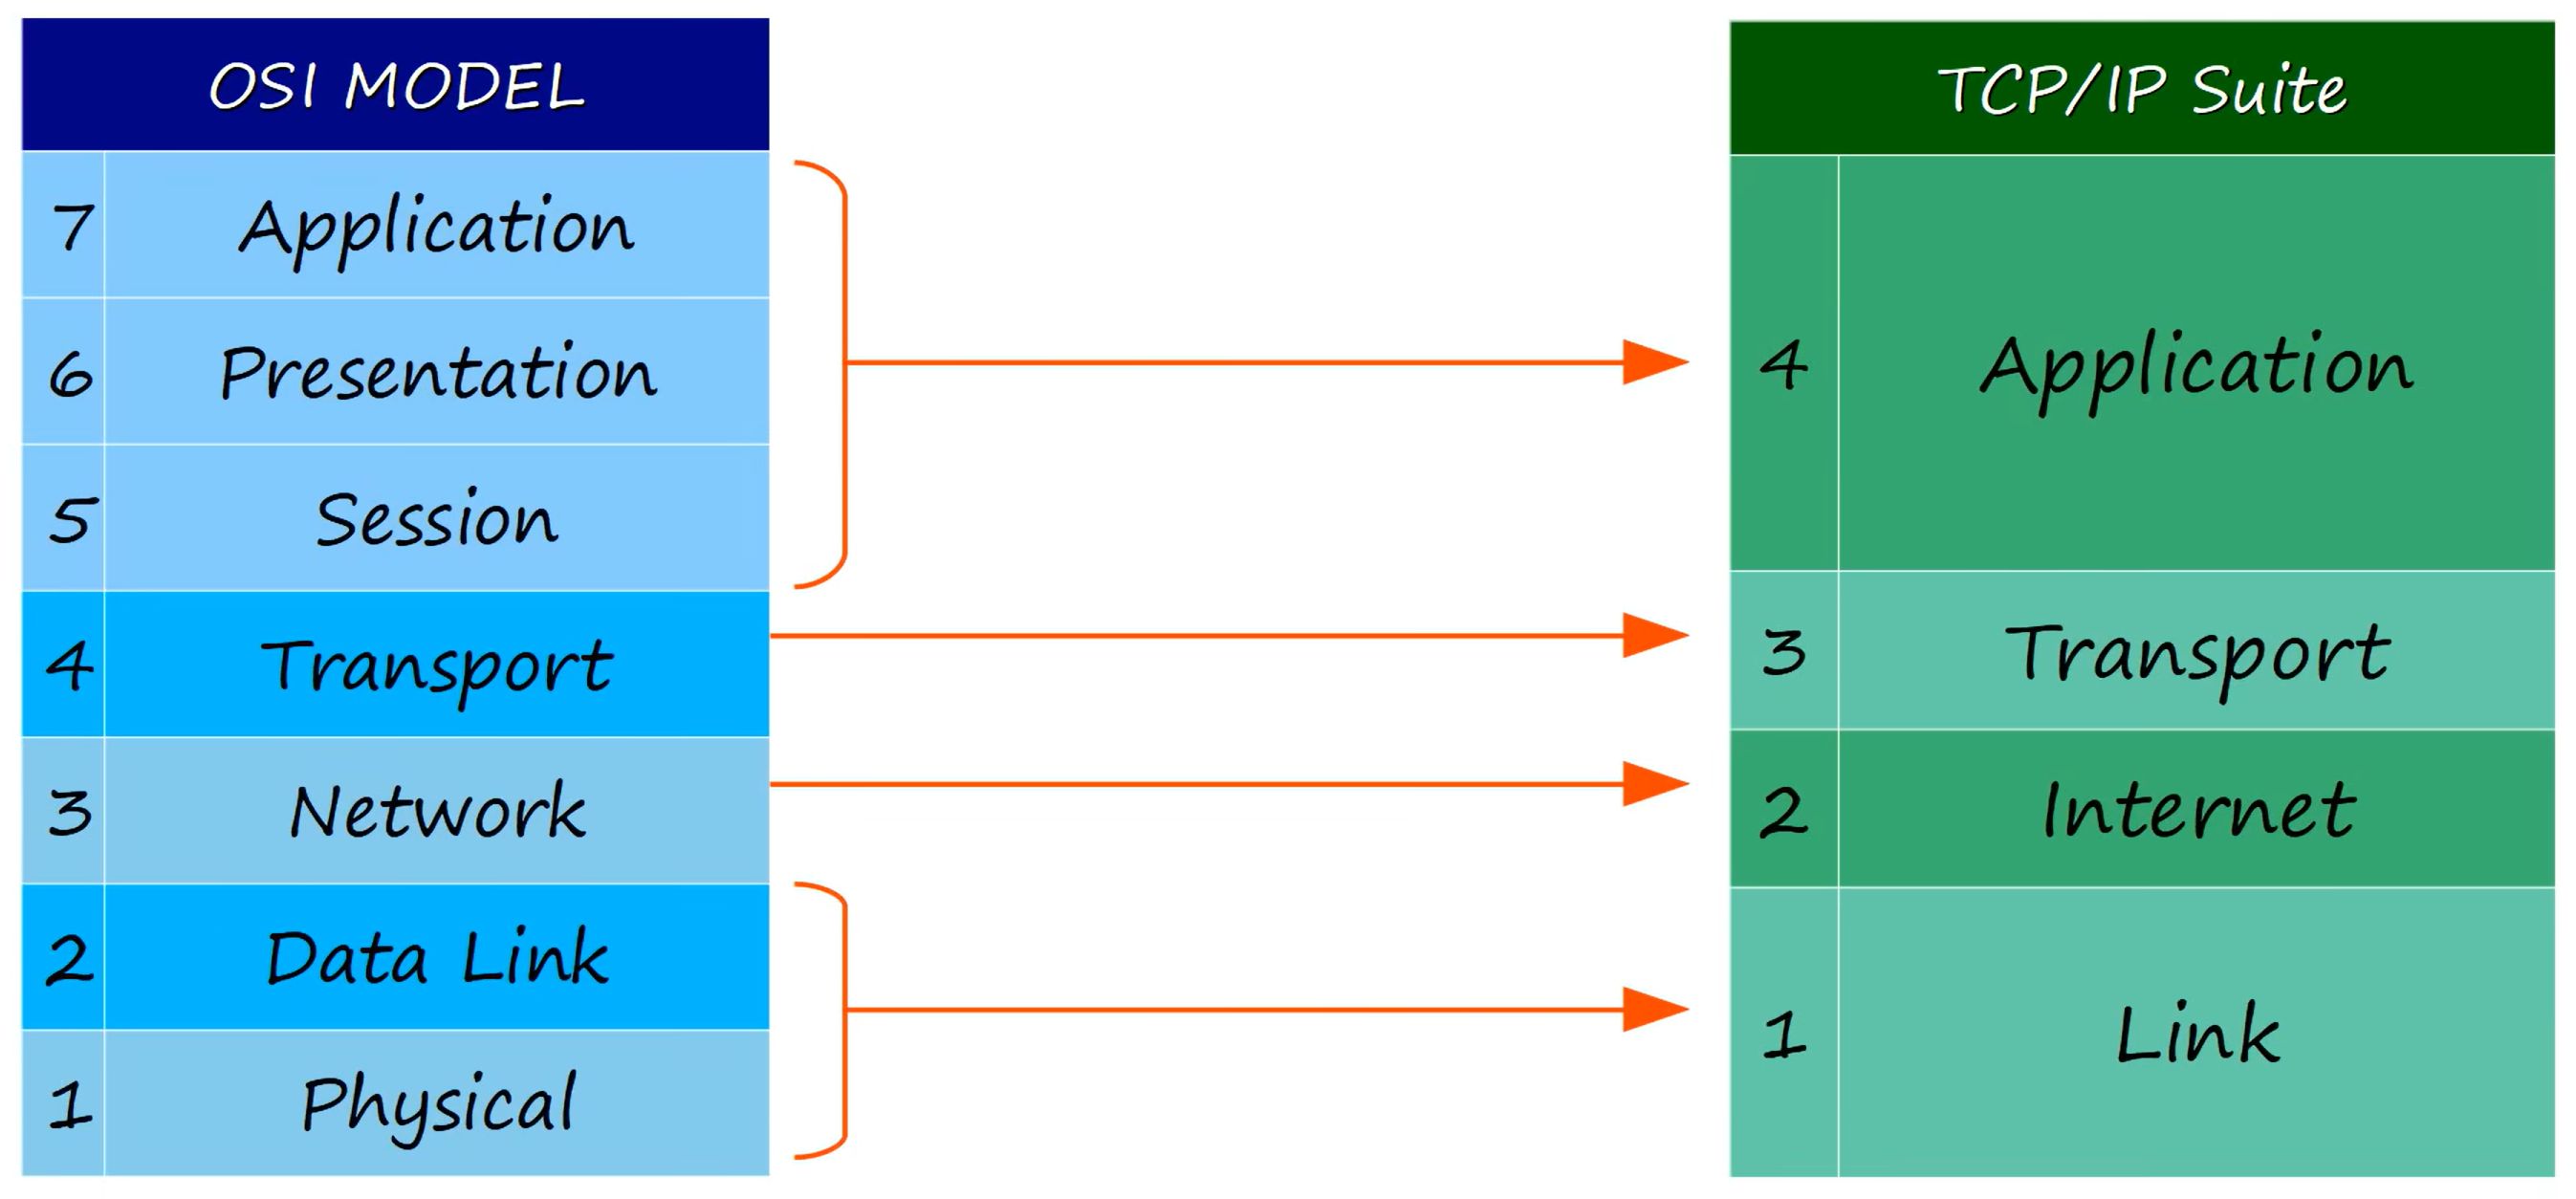 OSI MODEL
7 Application
6 Presentation
5 Session
4 Transport
3 Network
2 Data Link
1 Physical
TCP/IP Suite
4 Application
3 Transport
2 Internet
1 Link